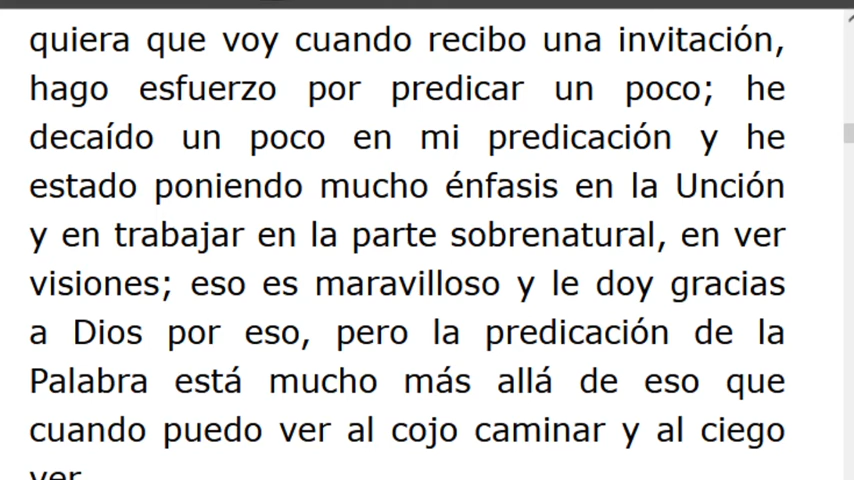 quiera que voy cuando recibo una invitación,
hago esfuerzo por predicar un poco; he
decaído un poco en mi predicación y he
estado poniendo mucho énfasis en la Unción
y en trabajar en la parte sobrenatural, en ver
visiones; eso es maravilloso y le doy gracias
a Dios por eso, pero la predicación de la
Palabra está mucho más allá de eso que
cuando puedo ver al cojo caminar y al ciego
ver